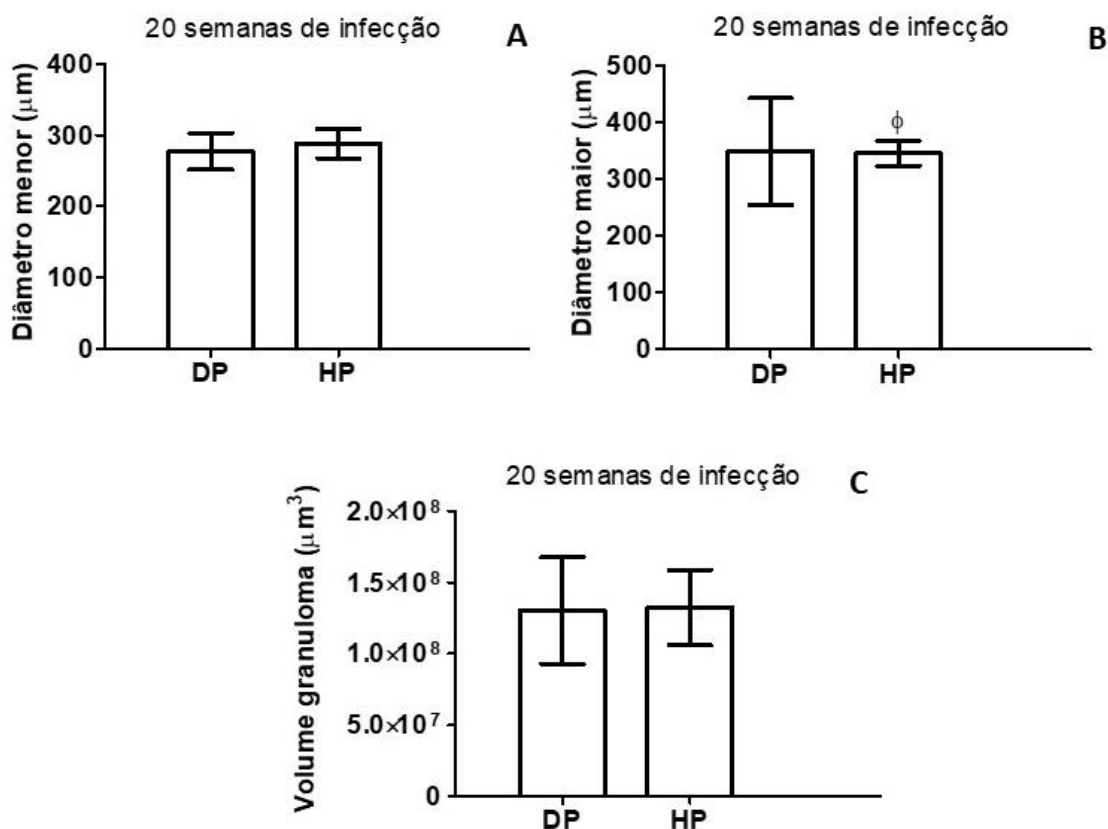 20 semanas de infecção
A
Diâmetro menor (μm)
400
300
200
100
0
DP HP
20 semanas de infecção
B
Diâmetro maior (μm)
500
400
300
200
100
0
ϕ
DP HP
20 semanas de infecção
C
Volume granuloma (μm³)
2.0×10⁸
1.5×10⁸
1.0×10⁸
5.0×10⁷
0
DP HP